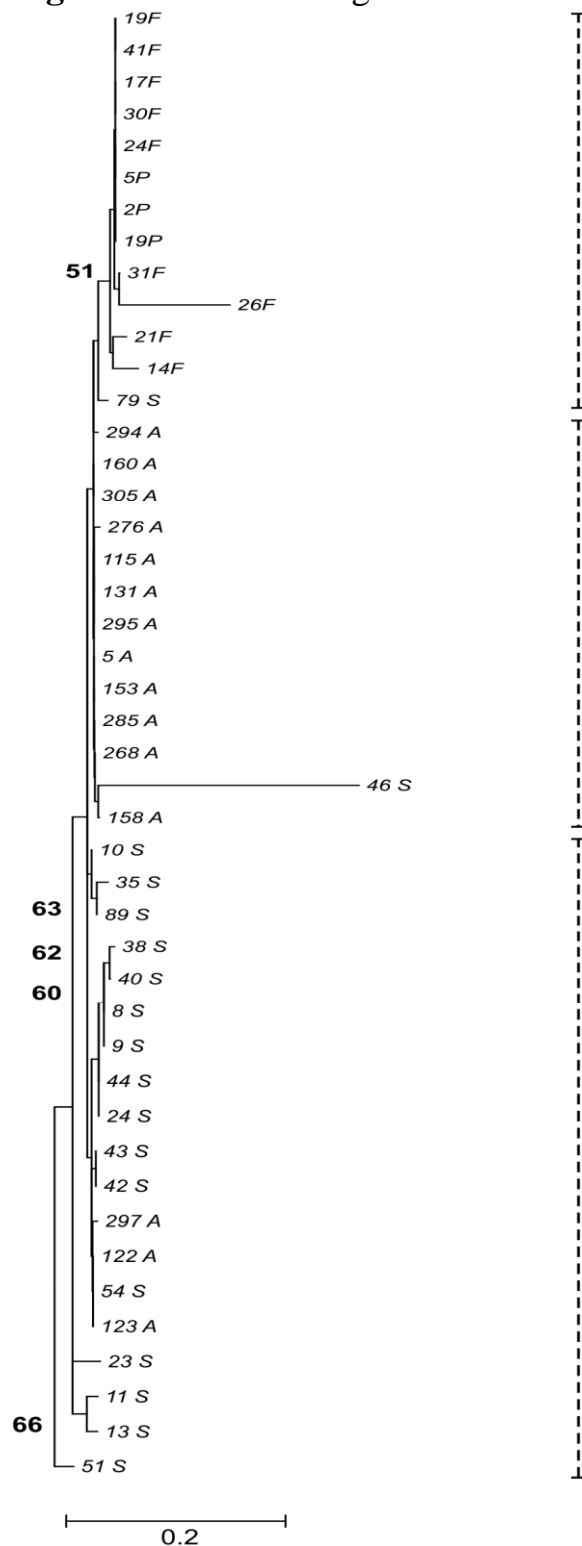 19F
41F
17F
30F
24F
5P
2P
19P
51
31F
26F
21F
14F
79 S
294 A
160 A
305 A
276 A
115 A
131 A
295 A
5 A
153 A
285 A
268 A
46 S
158 A
10 S
35 S
63
89 S
62
38 S
60
40 S
8 S
9 S
44 S
24 S
43 S
42 S
297 A
122 A
54 S
123 A
23 S
11 S
66
13 S
51 S
0.2